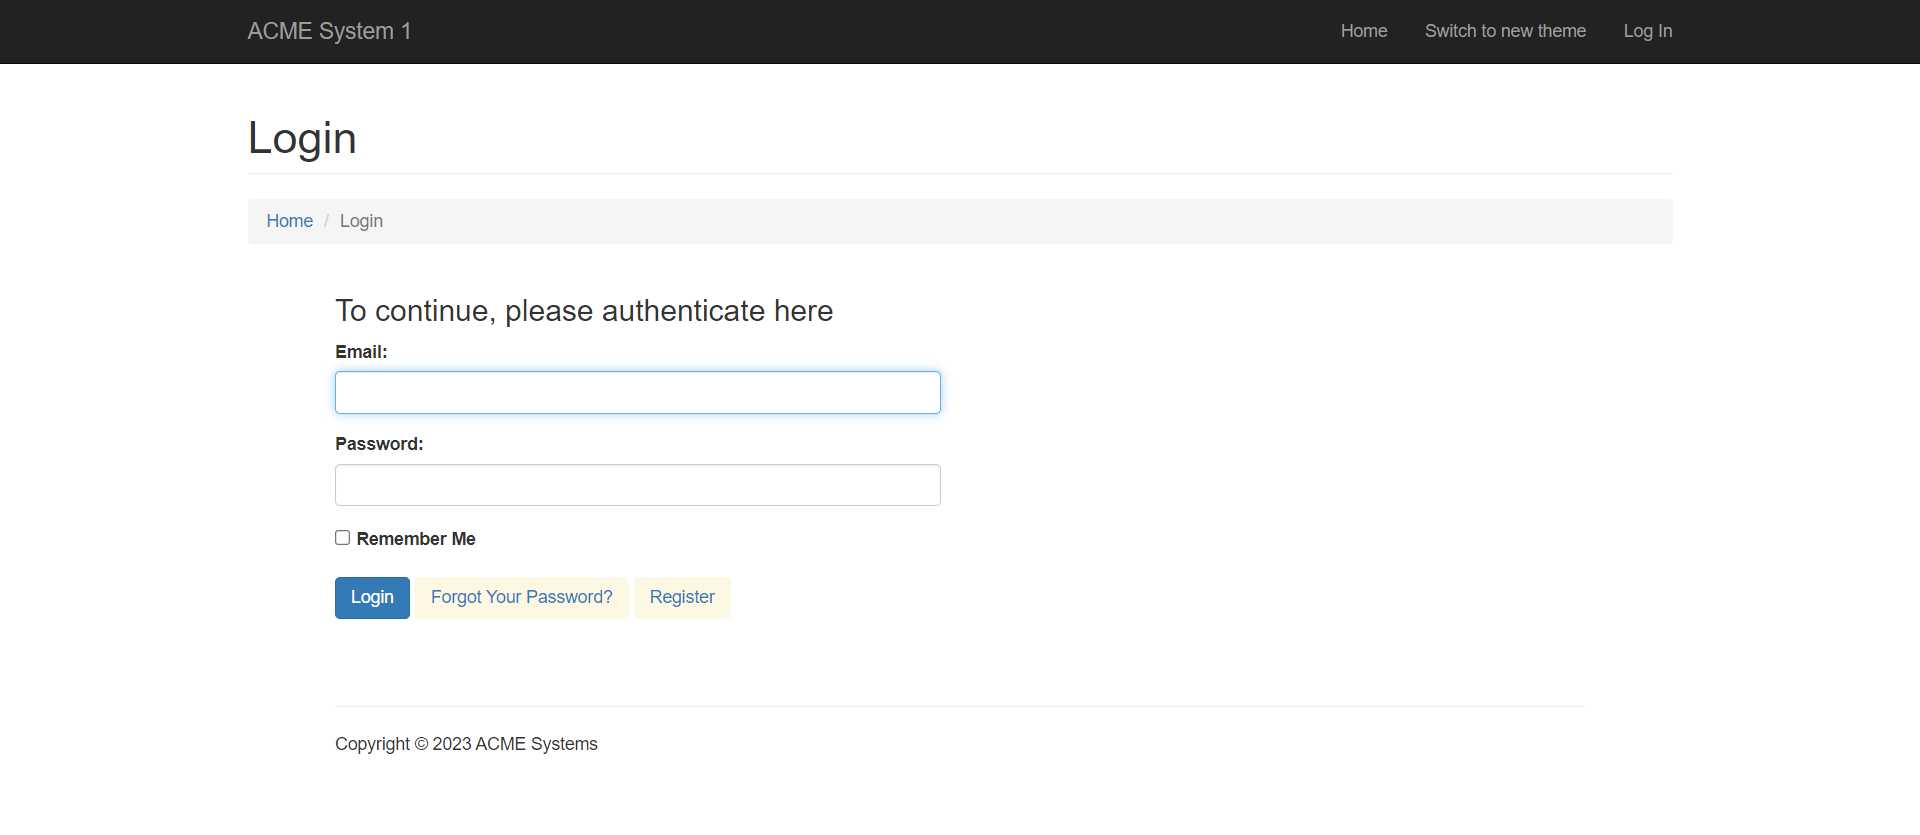 ACME System 1 Home Switch to new theme Log In
Login
Home / Login
To continue, please authenticate here
Email:
Password:
Remember Me
Login Forgot Your Password? Register
Copyright © 2023 ACME Systems